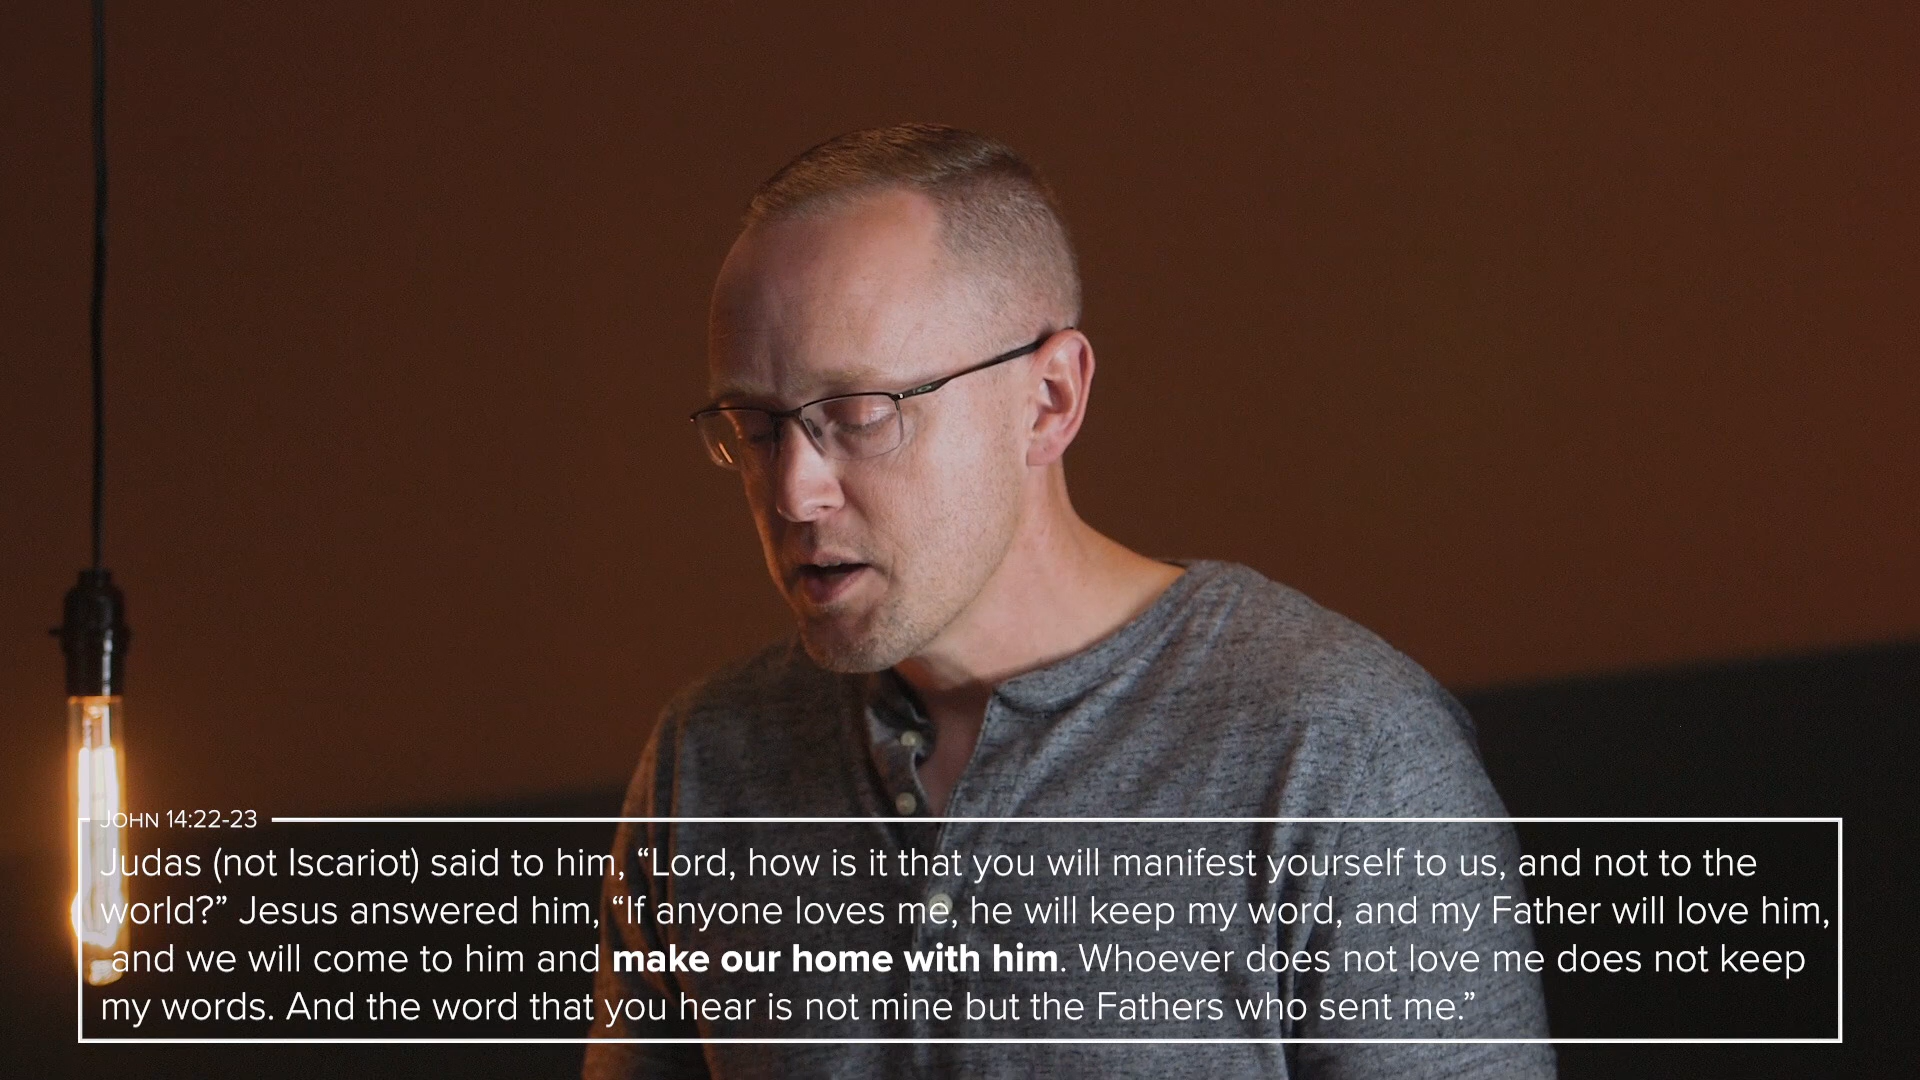 JOHN 14:22-23
Judas (not Iscariot) said to him, “Lord, how is it that you will manifest yourself to us, and not to the
world?” Jesus answered him, “If anyone loves me, he will keep my word, and my Father will love him,
and we will come to him and make our home with him. Whoever does not love me does not keep
my words. And the word that you hear is not mine but the Fathers who sent me.”